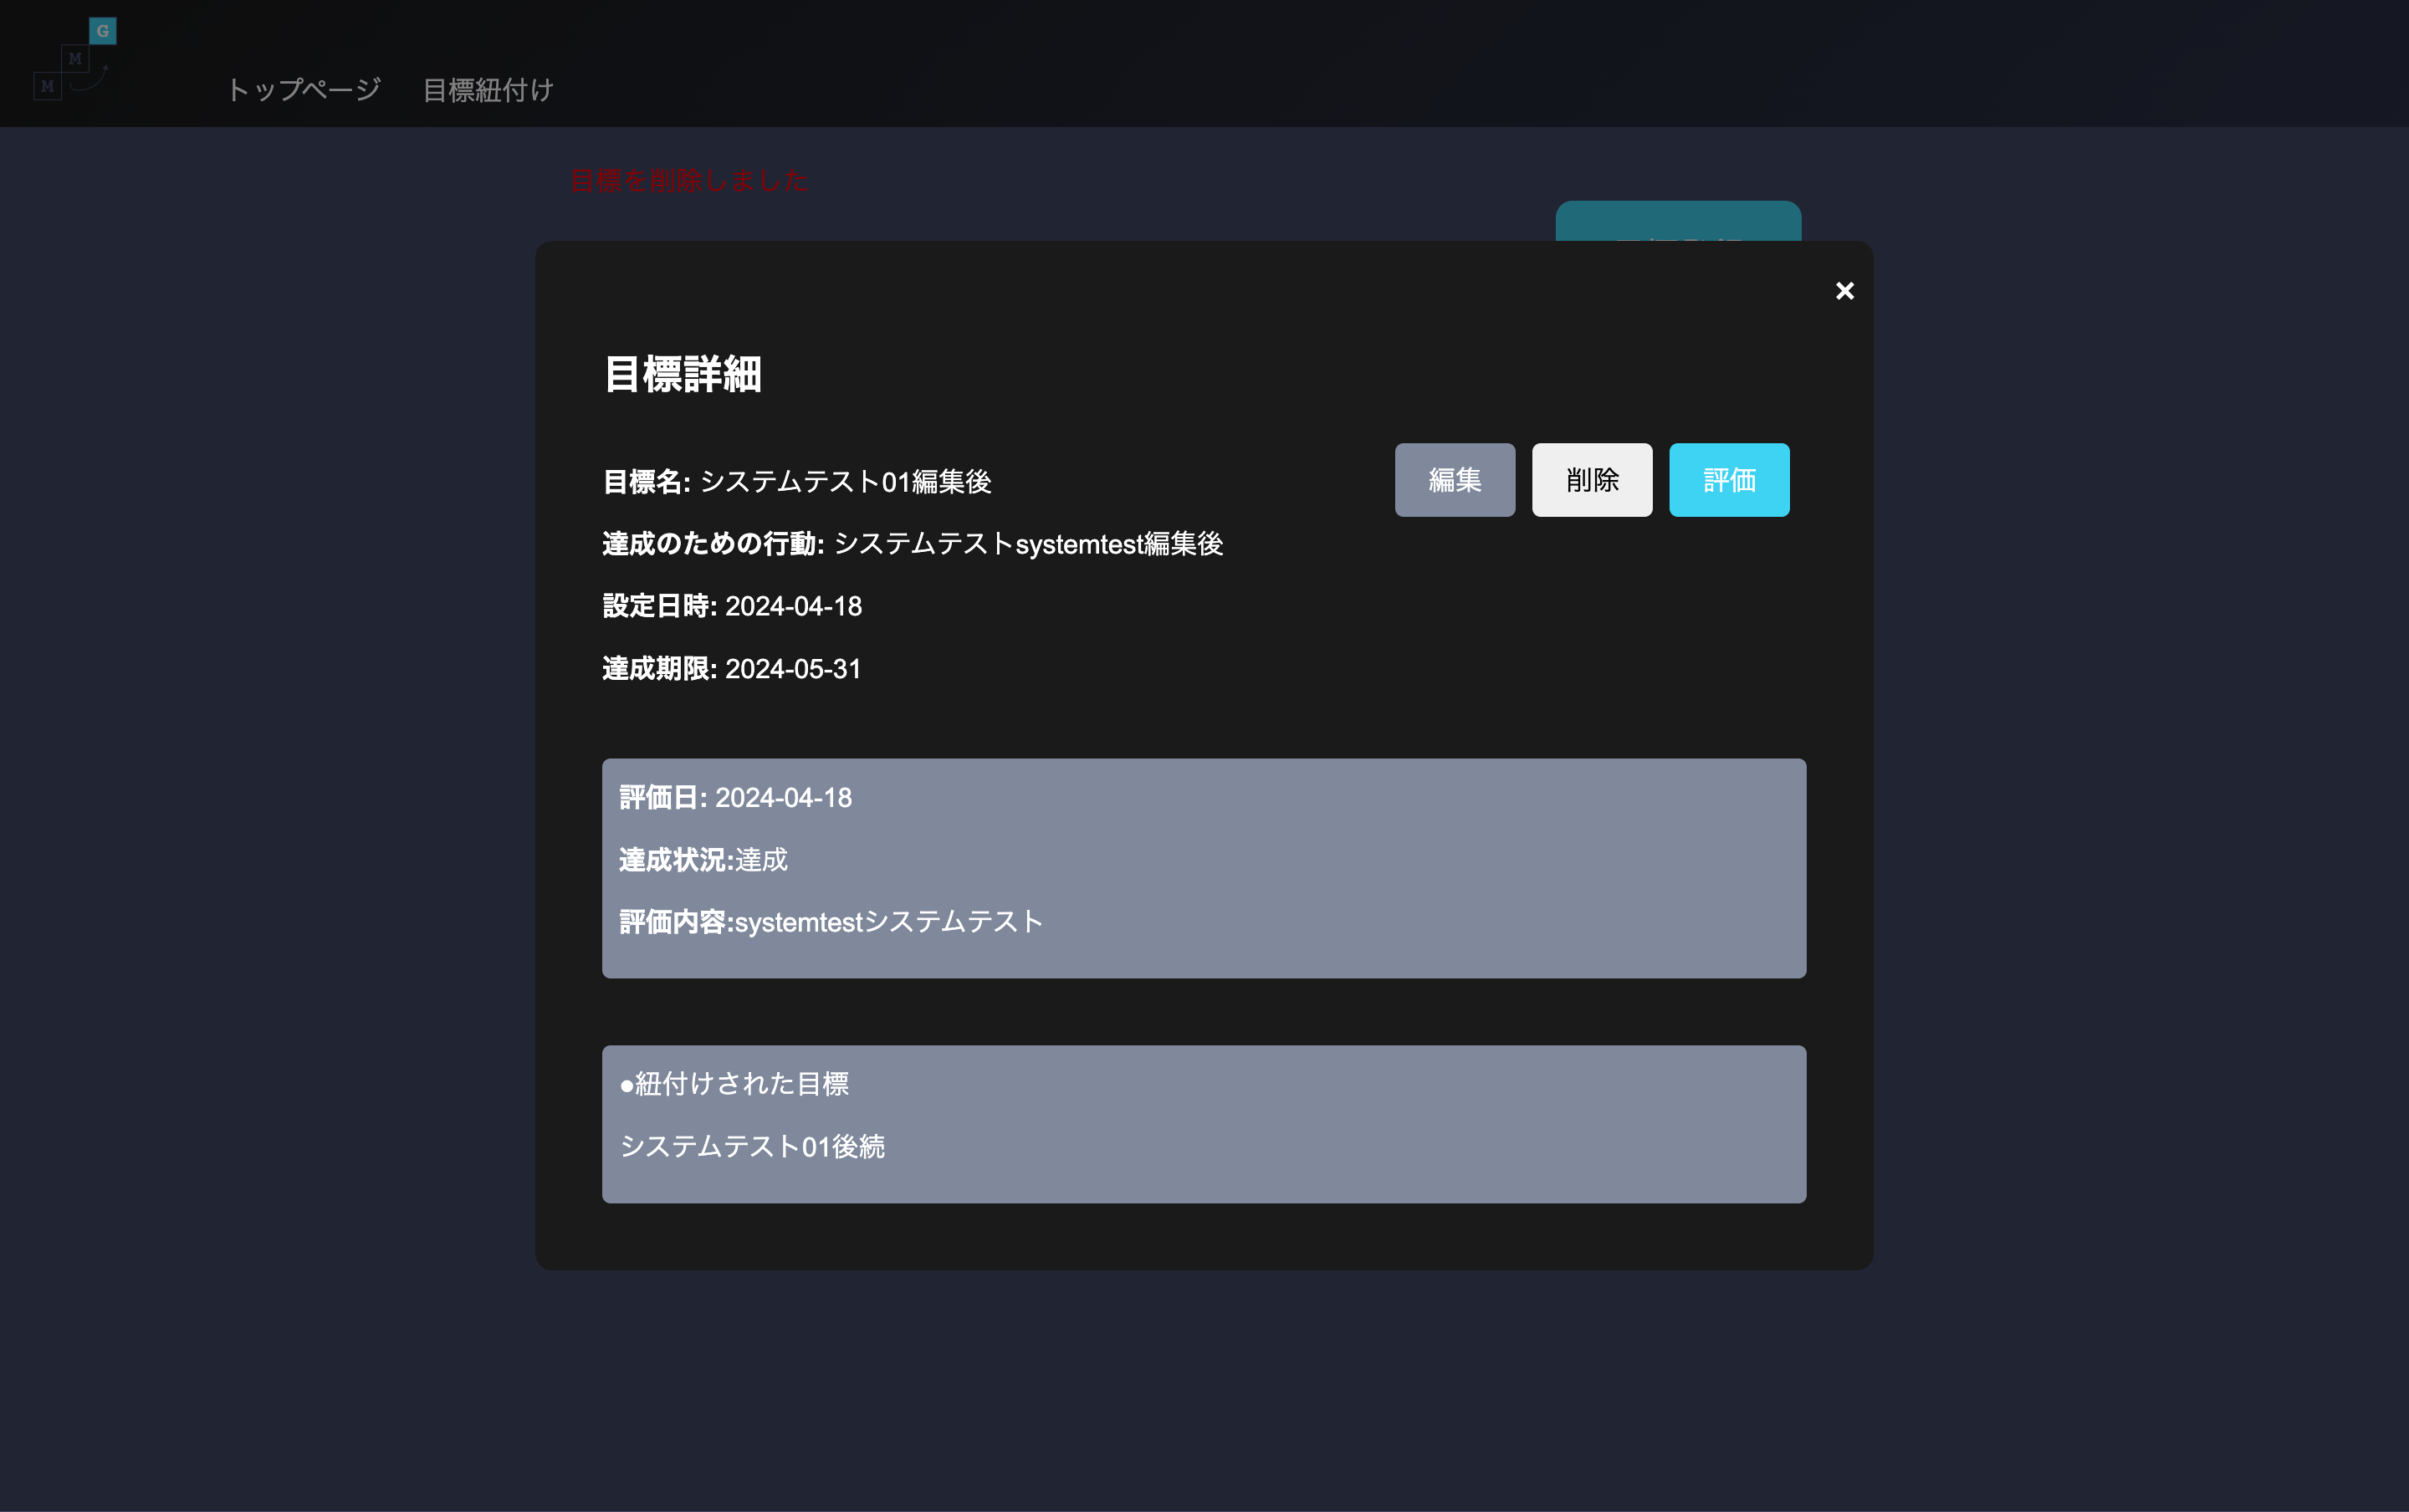 G
M
M
トップページ 目標紐付け
目標を削除しました
×
目標詳細
目標名: システムテスト01編集後
編集 削除 評価
達成のための行動: システムテストsystemtest編集後
設定日時: 2024-04-18
達成期限: 2024-05-31
評価日: 2024-04-18
達成状況:達成
評価内容:systemtestシステムテスト
●紐付けされた目標
システムテスト01後続